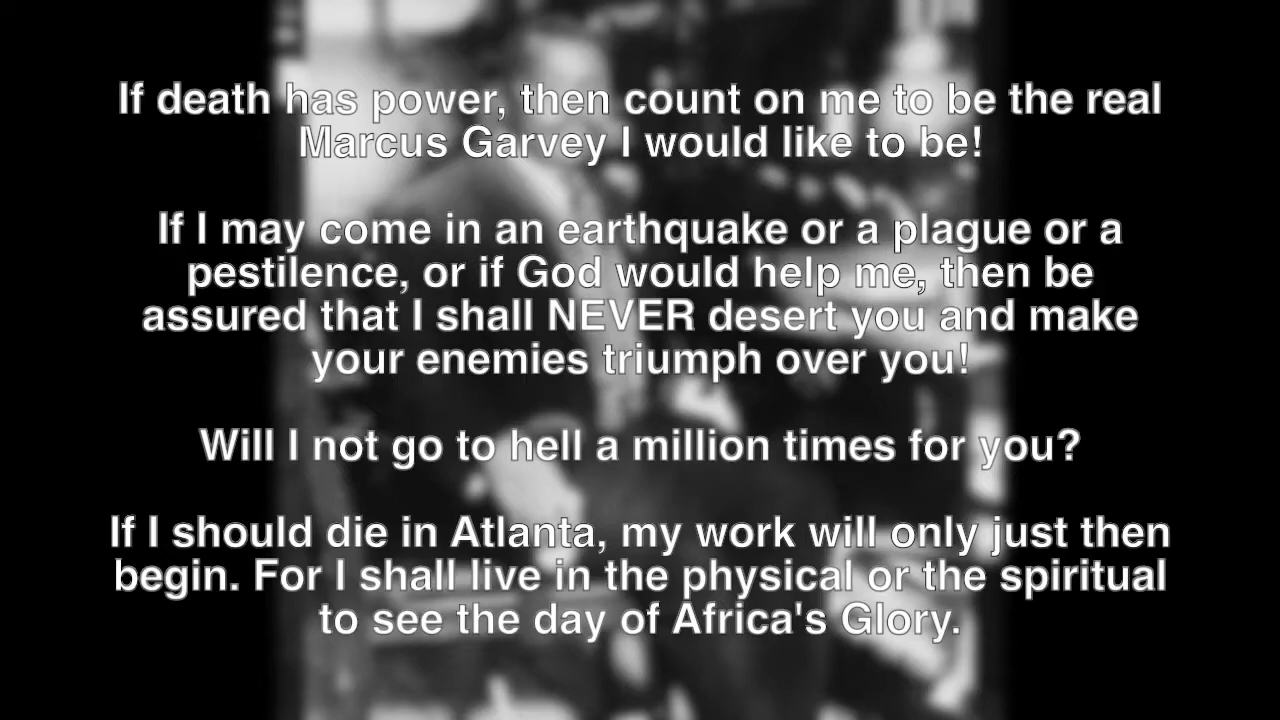 If death has power, then count on me to be the real
Marcus Garvey I would like to be!
If I may come in an earthquake or a plague or a
pestilence, or if God would help me, then be
assured that I shall NEVER desert you and make
your enemies triumph over you!
Will I not go to hell a million times for you?
If I should die in Atlanta, my work will only just then
begin. For I shall live in the physical or the spiritual
to see the day of Africa's Glory.